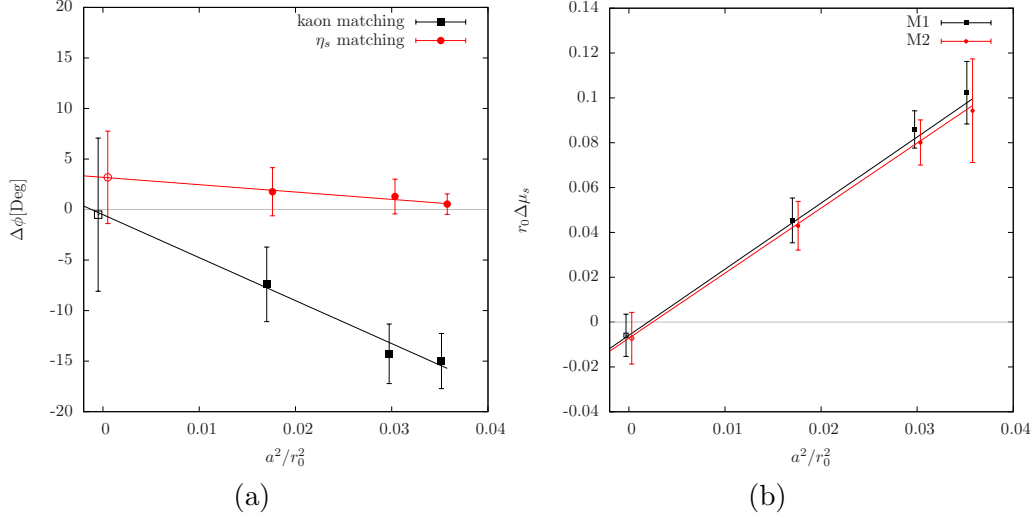 20
15
10
5
0
-5
-10
-15
-20
Δϕ[Deg]
0
0.01
0.02
0.03
0.04
a²/r₀²
kaon matching
ηₛ matching
(a)
0.14
0.12
0.1
0.08
0.06
0.04
0.02
0
-0.02
-0.04
r₀Δμₛ
0
0.01
0.02
0.03
0.04
a²/r₀²
M1
M2
(b)